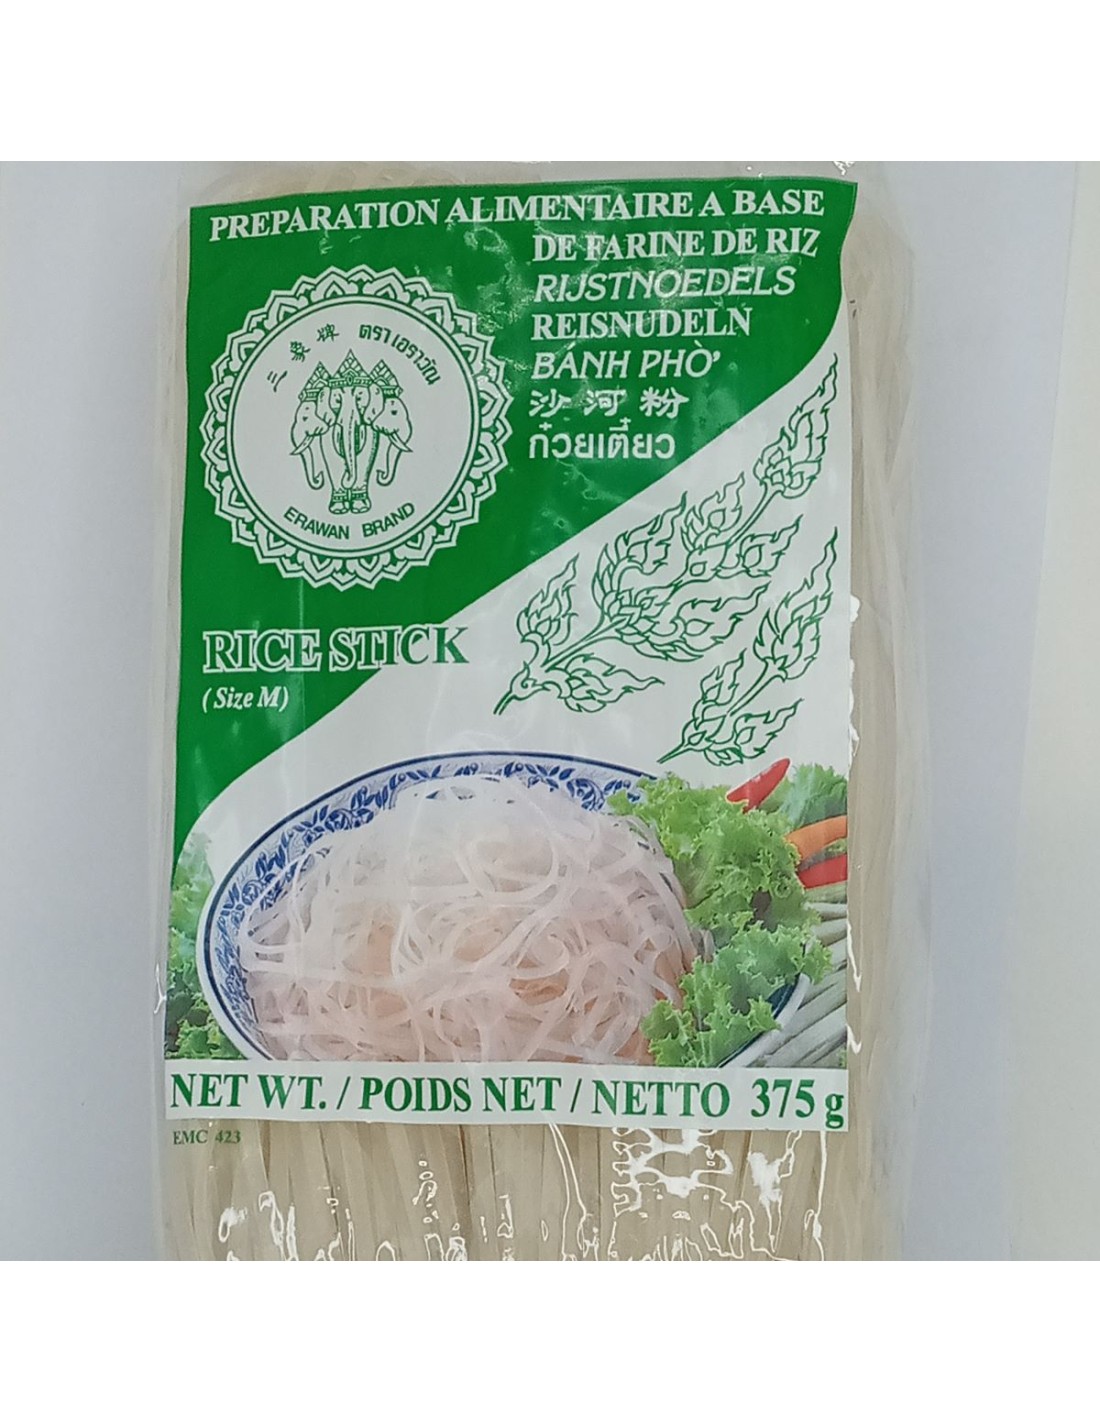 PREPARATION ALIMENTAIRE A BASE
DE FARINE DE RIZ
RIJSTNOEDELS
REISNUDELN
BÁNH PHỜ
沙河粉
ก๋วยเตี๋ยว
三象牌 ตราเอราวัณ
ERAWAN BRAND
RICE STICK
(Size M)
NET WT. / POIDS NET / NETTO 375 g
EMC 423